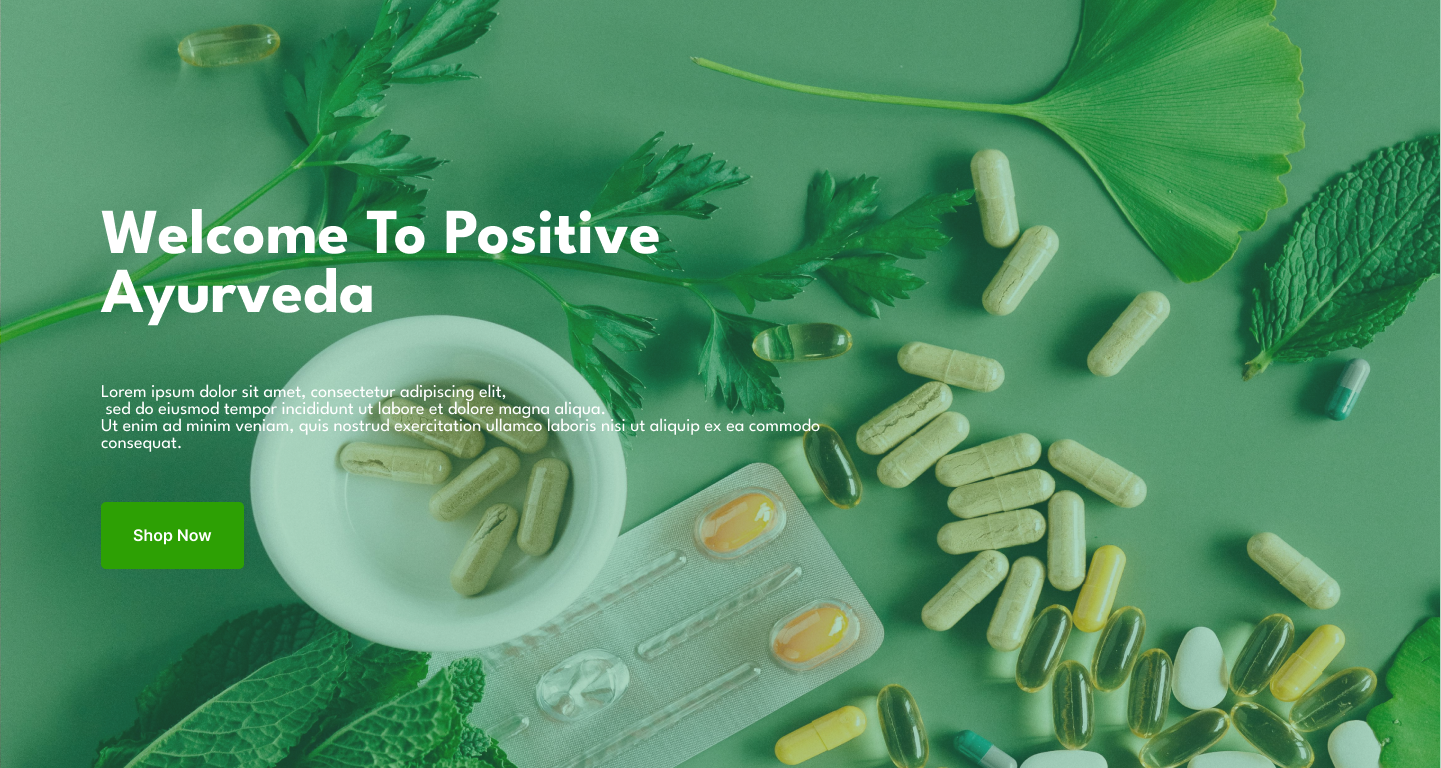 Welcome To Positive
Ayurveda
Lorem ipsum dolor sit amet, consectetur adipiscing elit,
sed do eiusmod tempor incididunt ut labore et dolore magna aliqua.
Ut enim ad minim veniam, quis nostrud exercitation ullamco laboris nisi ut aliquip ex ea commodo
consequat.
Shop Now